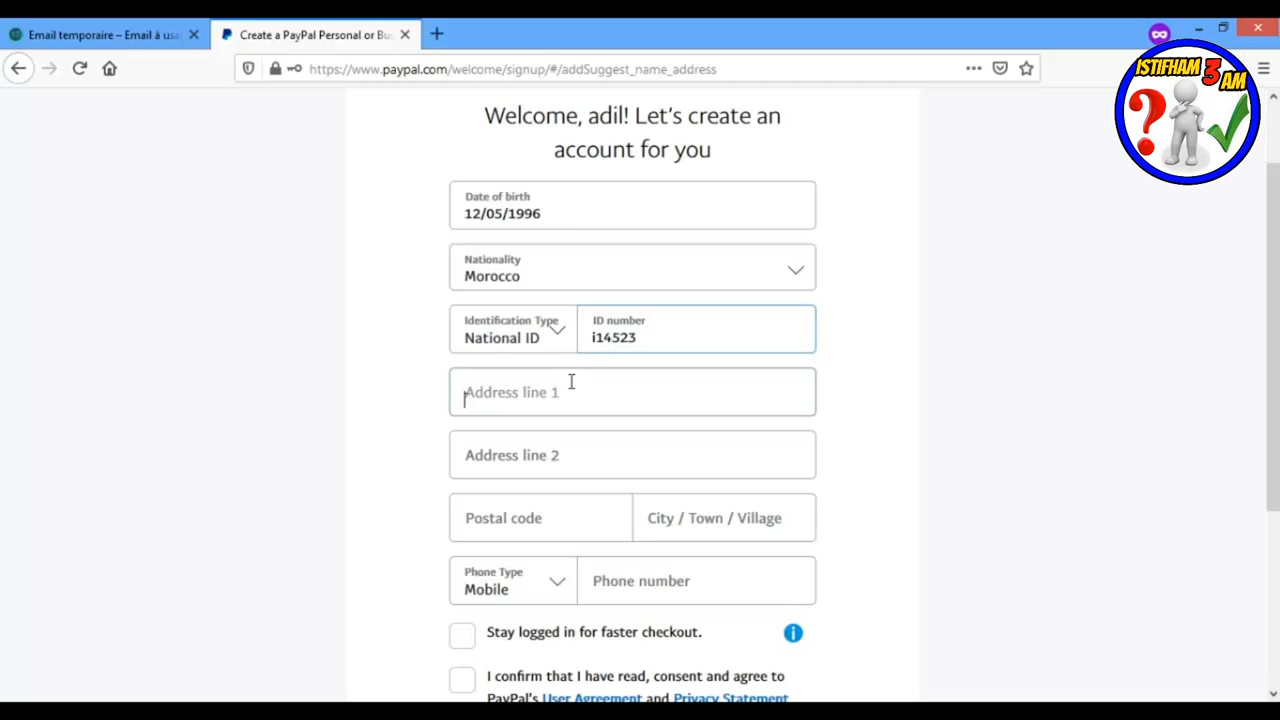 Email temporaire – Email à usa
Create a PayPal Personal or Bu
https://www.paypal.com/welcome/signup/#/addSuggest_name_address
ISTIFHAM 3 AM
Welcome, adil! Let's create an
account for you
Date of birth
12/05/1996
Nationality
Morocco
Identification Type
National ID
ID number
i14523
Address line 1
Address line 2
Postal code
City / Town / Village
Phone Type
Mobile
Phone number
Stay logged in for faster checkout.
I confirm that I have read, consent and agree to
PayPal's User Agreement and Privacy Statement